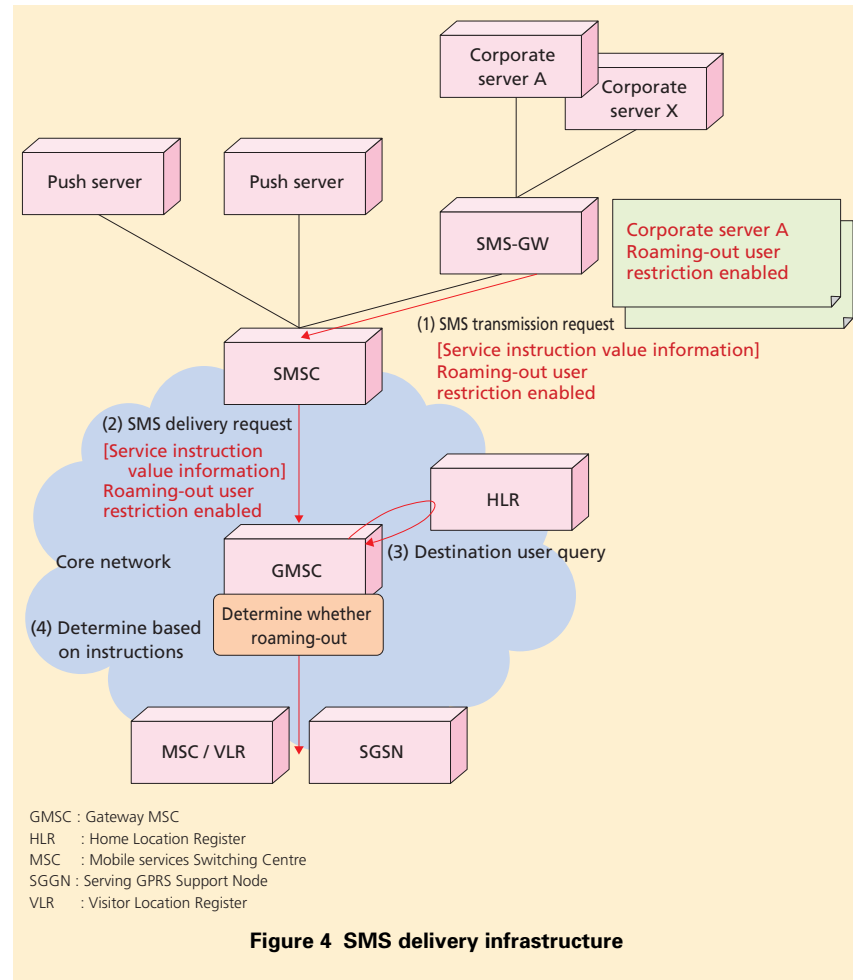 Corporate
server A
Corporate
server X
Push server
Push server
SMS-GW
Corporate server A
Roaming-out user
restriction enabled
(1) SMS transmission request
[Service instruction value information]
Roaming-out user
restriction enabled
SMSC
(2) SMS delivery request
[Service instruction
value information]
Roaming-out user
restriction enabled
HLR
(3) Destination user query
Core network
GMSC
Determine whether
roaming-out
(4) Determine based
on instructions
MSC / VLR
SGSN
GMSC : Gateway MSC
HLR : Home Location Register
MSC : Mobile services Switching Centre
SGGN : Serving GPRS Support Node
VLR : Visitor Location Register
Figure 4 SMS delivery infrastructure